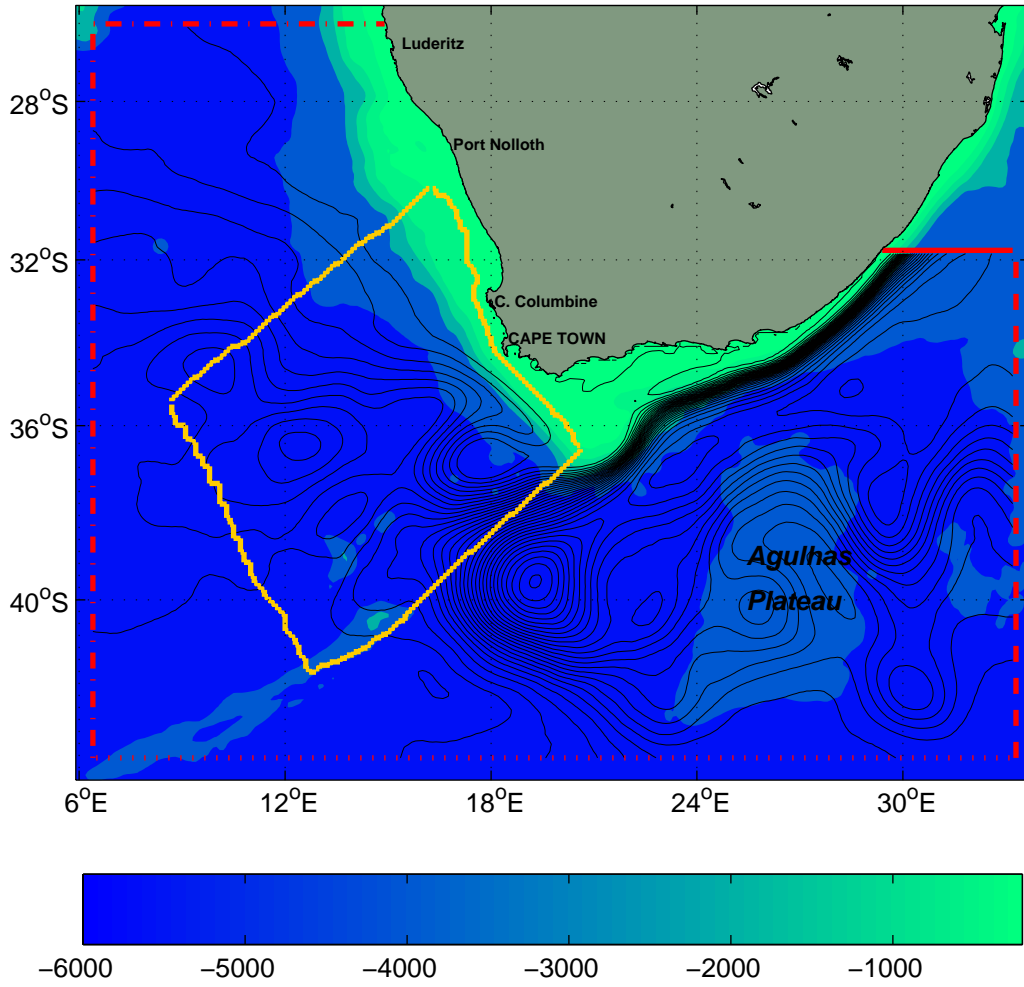 Luderitz
28°S
Port Nolloth
32°S
C. Columbine
CAPE TOWN
36°S
Agulhas
Plateau
40°S
6°E 12°E 18°E 24°E 30°E
−6000 −5000 −4000 −3000 −2000 −1000